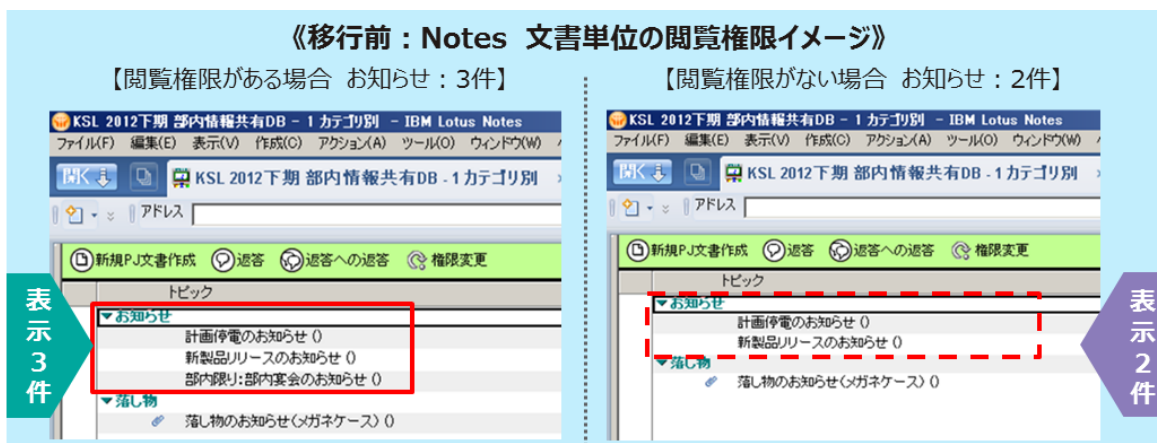 《移行前：Notes 文書単位の閲覧権限イメージ》
【閲覧権限がある場合 お知らせ：3件】
KSL 2012下期 部内情報共有DB - 1 カテゴリ別 - IBM Lotus Notes
ファイル(F) 編集(E) 表示(V) 作成(C) アクション(A) ツール(O) ウィンドウ(W)
開く KSL 2012下期 部内情報共有DB - 1 カテゴリ別
アドレス
新規PJ文書作成 返答 返答への返答 権限変更
トピック
▼お知らせ
計画停電のお知らせ ()
新製品リリースのお知らせ ()
部内限り:部内宴会のお知らせ ()
▼落し物
落し物のお知らせ(メガネケース) ()
表示3件
【閲覧権限がない場合 お知らせ：2件】
KSL 2012下期 部内情報共有DB - 1 カテゴリ別 - IBM Lotus Notes
ファイル(F) 編集(E) 表示(V) 作成(C) アクション(A) ツール(O) ウィンドウ(W)
開く KSL 2012下期 部内情報共有DB - 1 カテゴリ別
アドレス
新規PJ文書作成 返答 返答への返答 権限変更
トピック
▼お知らせ
計画停電のお知らせ ()
新製品リリースのお知らせ ()
▼落し物
落し物のお知らせ(メガネケース) ()
表示2件